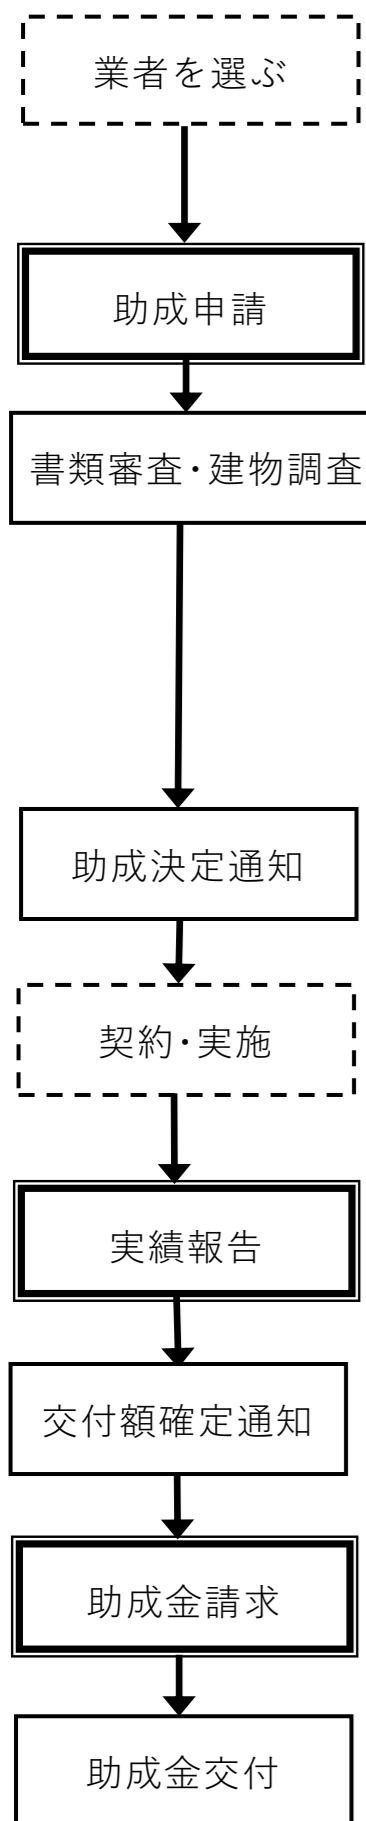 業者を選ぶ
助成申請
書類審査・建物調査
助成決定通知
契約・実施
実績報告
交付額確定通知
助成金請求
助成金交付